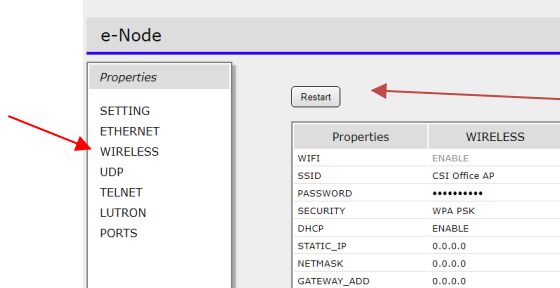 e-Node
Properties
SETTING
ETHERNET
WIRELESS
UDP
TELNET
LUTRON
PORTS
Restart
Properties WIRELESS
WIFI ENABLE
SSID CSI Office AP
PASSWORD ••••••••••
SECURITY WPA PSK
DHCP ENABLE
STATIC_IP 0.0.0.0
NETMASK 0.0.0.0
GATEWAY_ADD 0.0.0.0